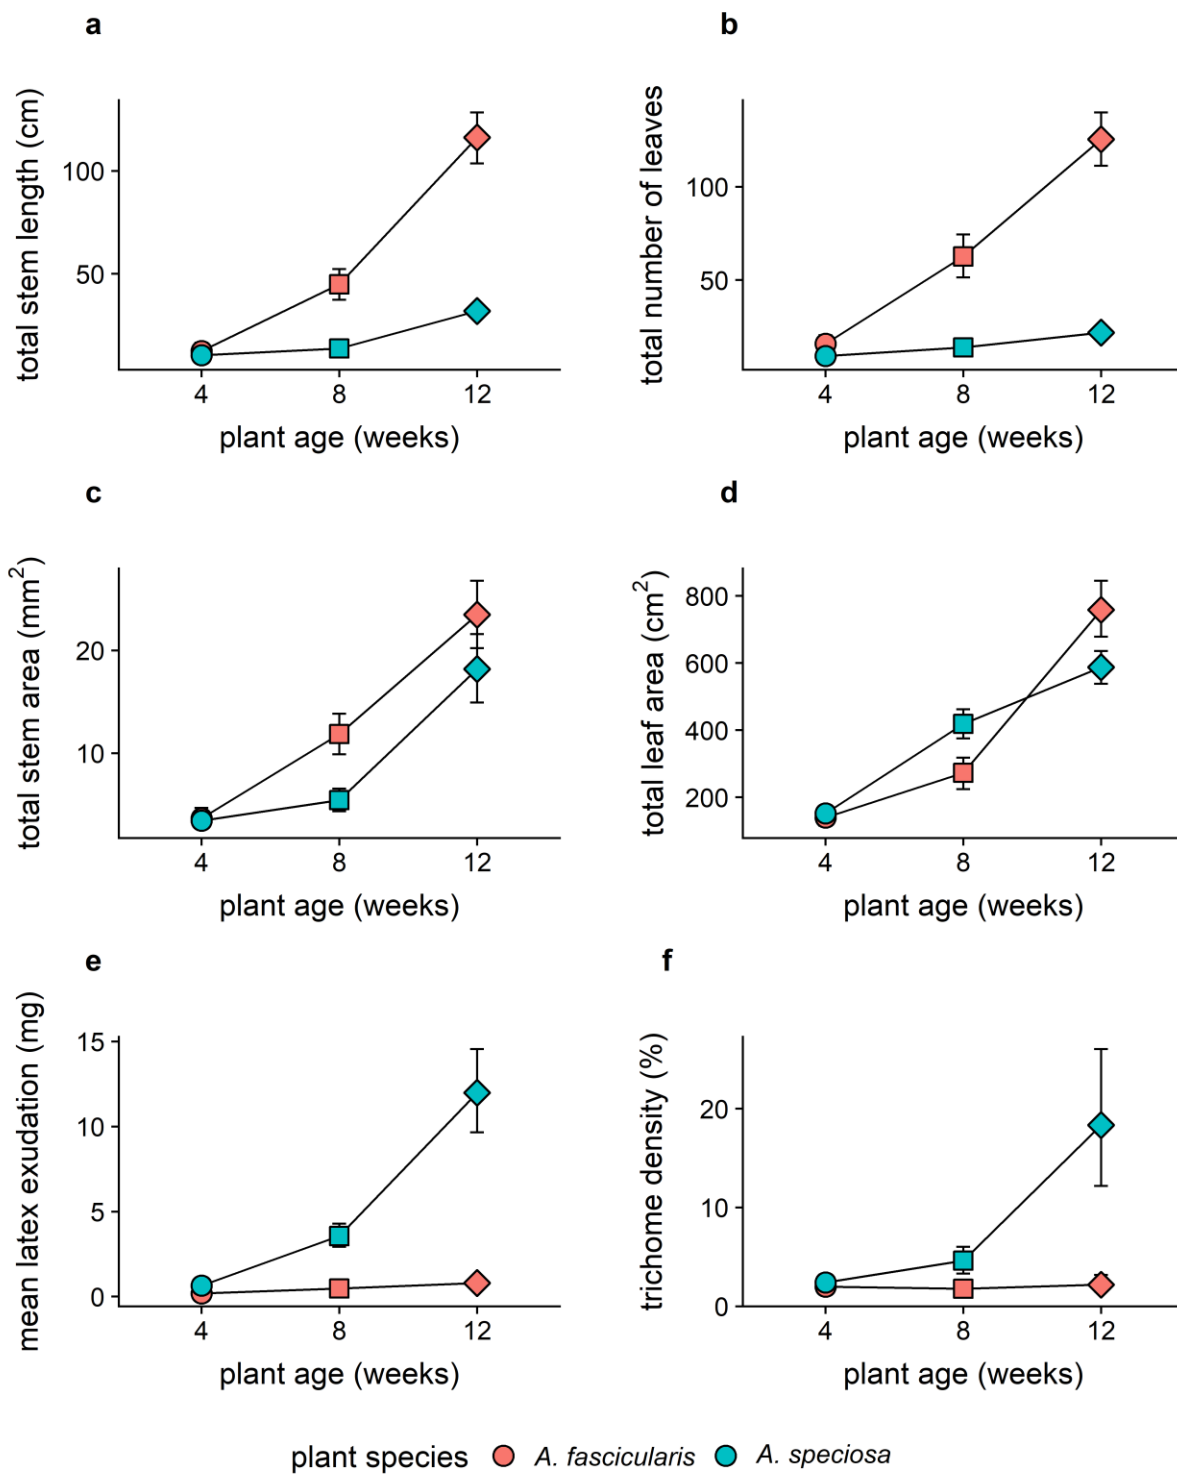 a
total stem length (cm)
100
50
4 8 12
plant age (weeks)
b
total number of leaves
100
50
4 8 12
plant age (weeks)
c
total stem area (mm²)
20
10
4 8 12
plant age (weeks)
d
total leaf area (cm²)
800
600
400
200
4 8 12
plant age (weeks)
e
mean latex exudation (mg)
15
10
5
0
4 8 12
plant age (weeks)
f
trichome density (%)
20
10
0
4 8 12
plant age (weeks)
plant species A. fascicularis A. speciosa